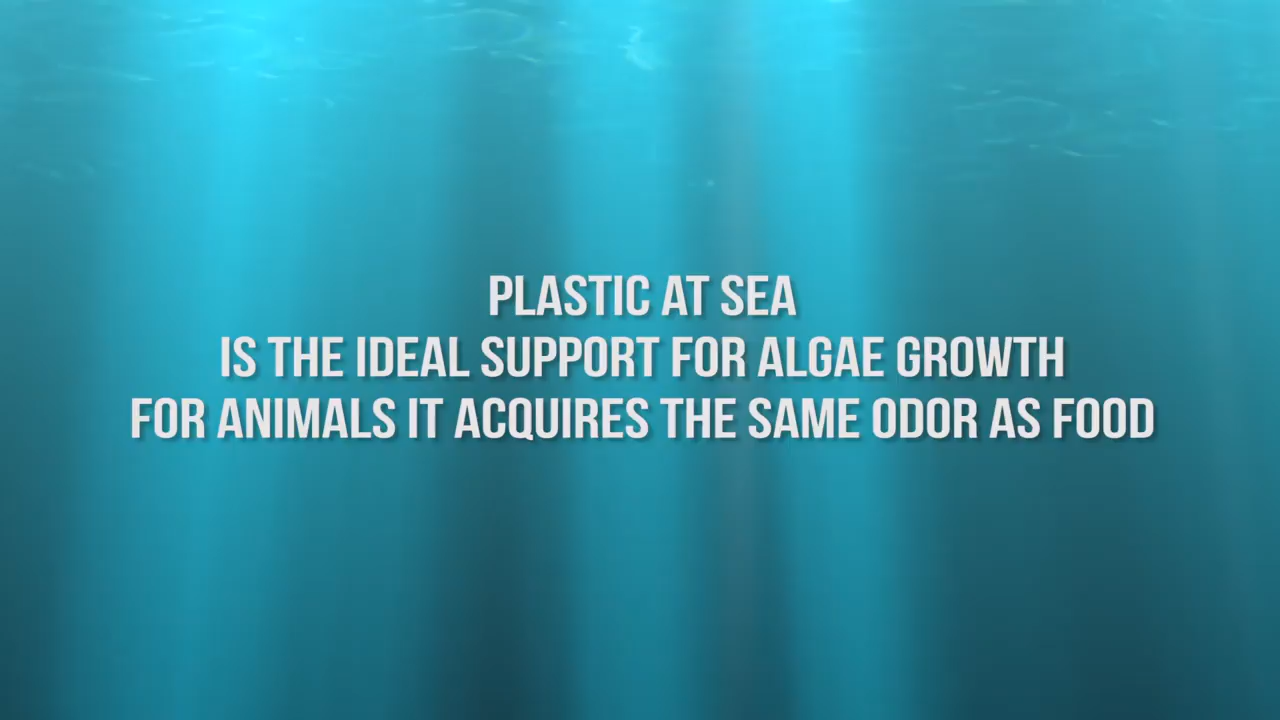 PLASTIC AT SEA
IS THE IDEAL SUPPORT FOR ALGAE GROWTH
FOR ANIMALS IT ACQUIRES THE SAME ODOR AS FOOD